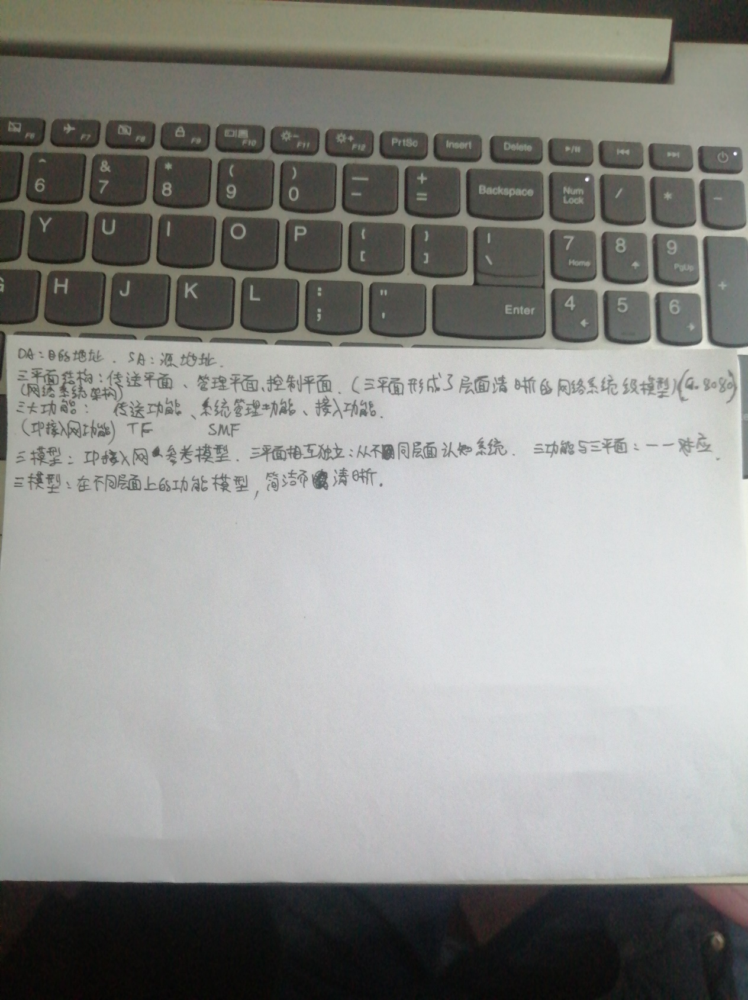 F6 F7 F8 F9 F10 F11 F12 PrtSc Insert Delete
^ 6 & 7 * 8 ( 9 ) 0 — - + = Backspace Num Lock / * -
Y U I O P { [ } ] | \ 7 Home 8 9 PgUp +
G H J K L : ; " ' Enter 4 5 6
DA:目的地址. SA:源地址.
三平面结构:传送平面、管理平面、控制平面.(三平面形成了层面清晰的网络系统级模型)
(网络系统架构)
三大功能: 传送功能、系统管理功能、接入功能.
(IP接入网功能) TF SMF
三模型:IP接入网参考模型.三平面相互独立:从不同层面认知系统. 三功能与三平面:一一对应.
三模型:在不同层面上的功能模型,简洁而清晰.